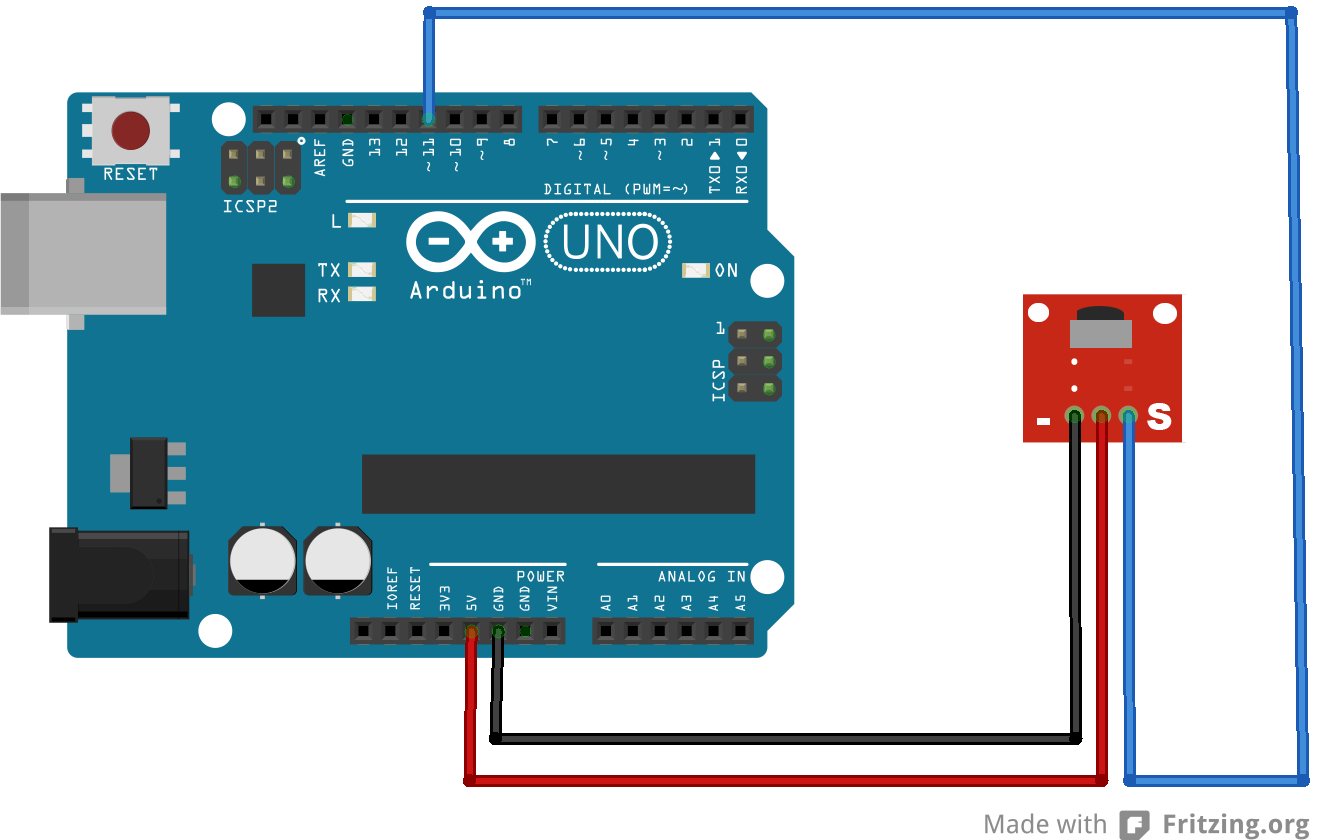 RESET
ICSP2
AREF
GND
13
12
~11
~10
~9
8
7
~6
~5
4
~3
2
TX0▶1
RX0◀0
DIGITAL (PWM=~)
L
TX
RX
UNO
Arduino™
ON
1
ICSP
- S
POWER
ANALOG IN
IOREF
RESET
3V3
5V
GND
GND
VIN
A0
A1
A2
A3
A4
A5
Made with Fritzing.org